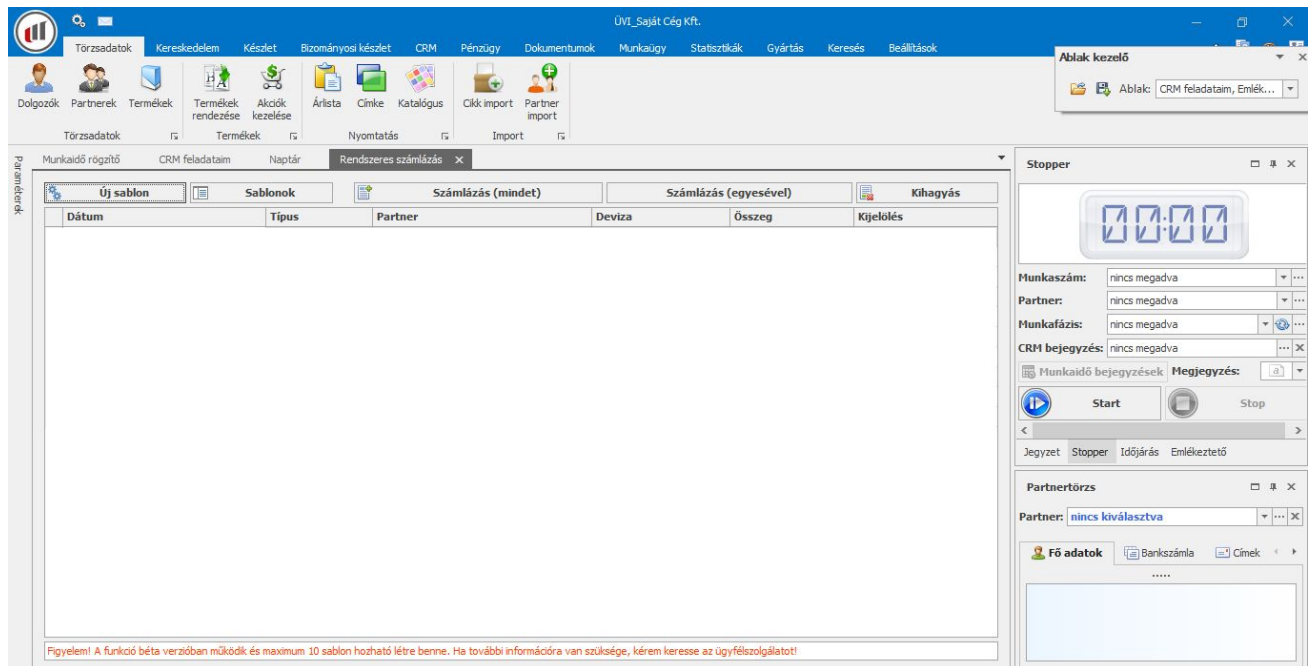 ÜVI_Saját Cég Kft.
Törzsadatok Kereskedelem Készlet Bizományosi készlet CRM Pénzügy Dokumentumok Munkaügy Statisztikák Gyártás Keresés Beállítások
Ablak kezelő
Ablak: CRM feladataim, Emlék...
Dolgozók Partnerek Termékek Termékek rendezése Akciók kezelése Árlista Címke Katalógus Cikk import Partner import
Törzsadatok Termékek Nyomtatás Import
Paraméterek
Munkaidő rögzítő CRM feladataim Naptár Rendszeres számlázás
Új sablon Sablonok Számlázás (mindet) Számlázás (egyesével) Kihagyás
Dátum Típus Partner Deviza Összeg Kijelölés
Figyelem! A funkció béta verzióban működik és maximum 10 sablon hozható létre benne. Ha további információra van szüksége, kérem keresse az ügyfélszolgálatot!
Stopper
00:00
Munkaszám: nincs megadva
Partner: nincs megadva
Munkafázis: nincs megadva
CRM bejegyzés: nincs megadva
Munkaidő bejegyzések Megjegyzés: a
Start Stop
Jegyzet Stopper Időjárás Emlékeztető
Partnertörzs
Partner: nincs kiválasztva
Fő adatok Bankszámla Címek